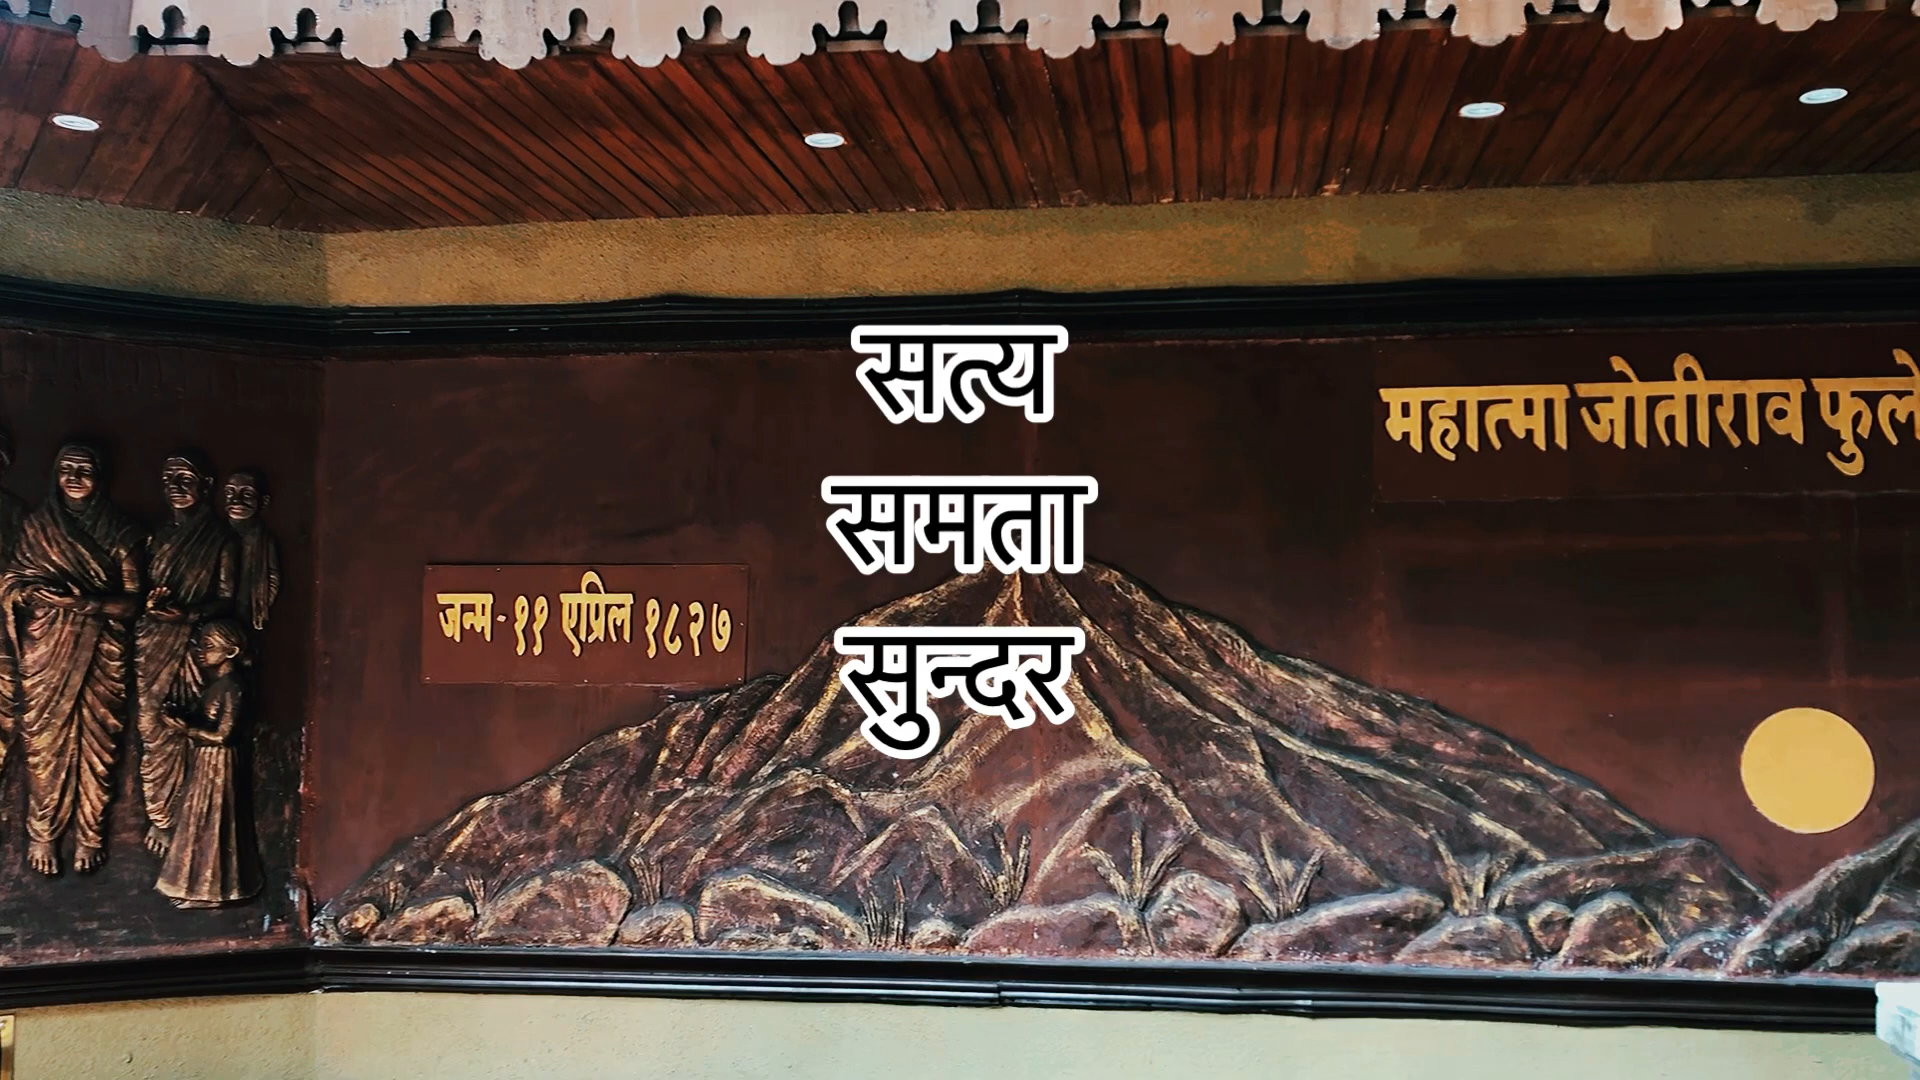 सत्य
समता
सुन्दर
महात्मा जोतीराव फुले
जन्म - ११ एप्रिल १८२७